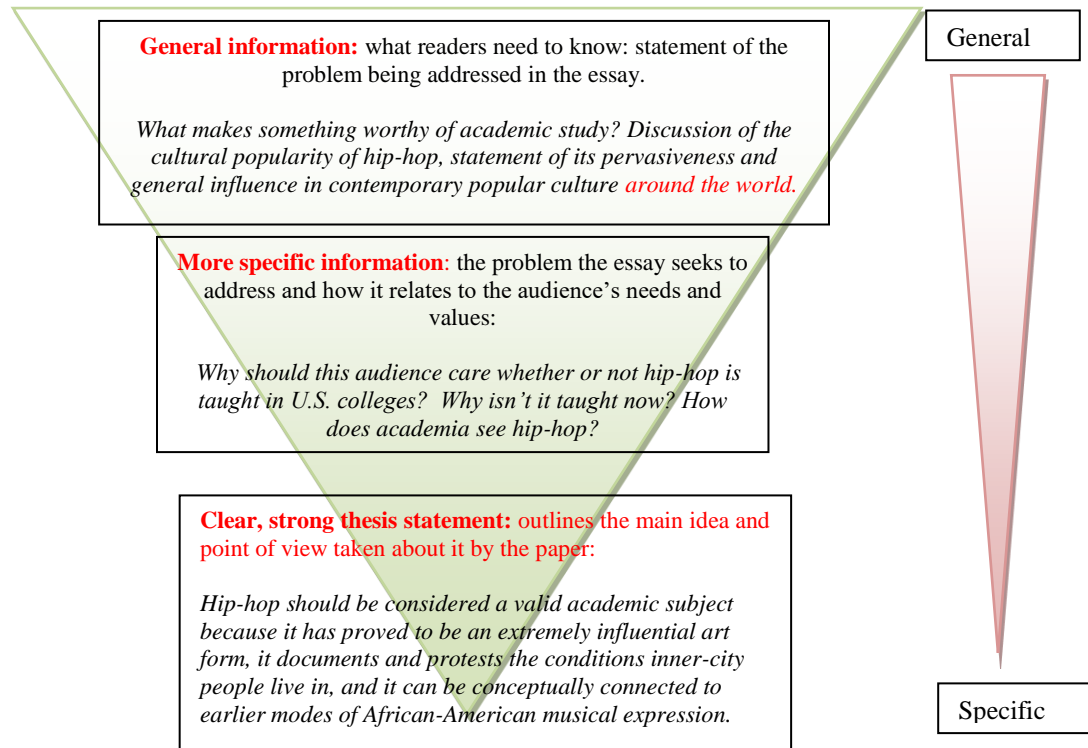 General information: what readers need to know: statement of the
problem being addressed in the essay.
What makes something worthy of academic study? Discussion of the
cultural popularity of hip-hop, statement of its pervasiveness and
general influence in contemporary popular culture around the world.
General
More specific information: the problem the essay seeks to
address and how it relates to the audience’s needs and
values:
Why should this audience care whether or not hip-hop is
taught in U.S. colleges?  Why isn’t it taught now? How
does academia see hip-hop?
Clear, strong thesis statement: outlines the main idea and
point of view taken about it by the paper:
Hip-hop should be considered a valid academic subject
because it has proved to be an extremely influential art
form, it documents and protests the conditions inner-city
people live in, and it can be conceptually connected to
earlier modes of African-American musical expression.
Specific